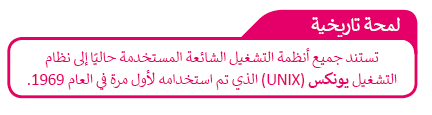 لمحة تاريخية
تستند جميع أنظمة التشغيل الشائعة المستخدمة حاليًا إلى نظام
التشغيل يونكس (UNIX) الذي تم استخدامه لأول مرة في العام 1969.